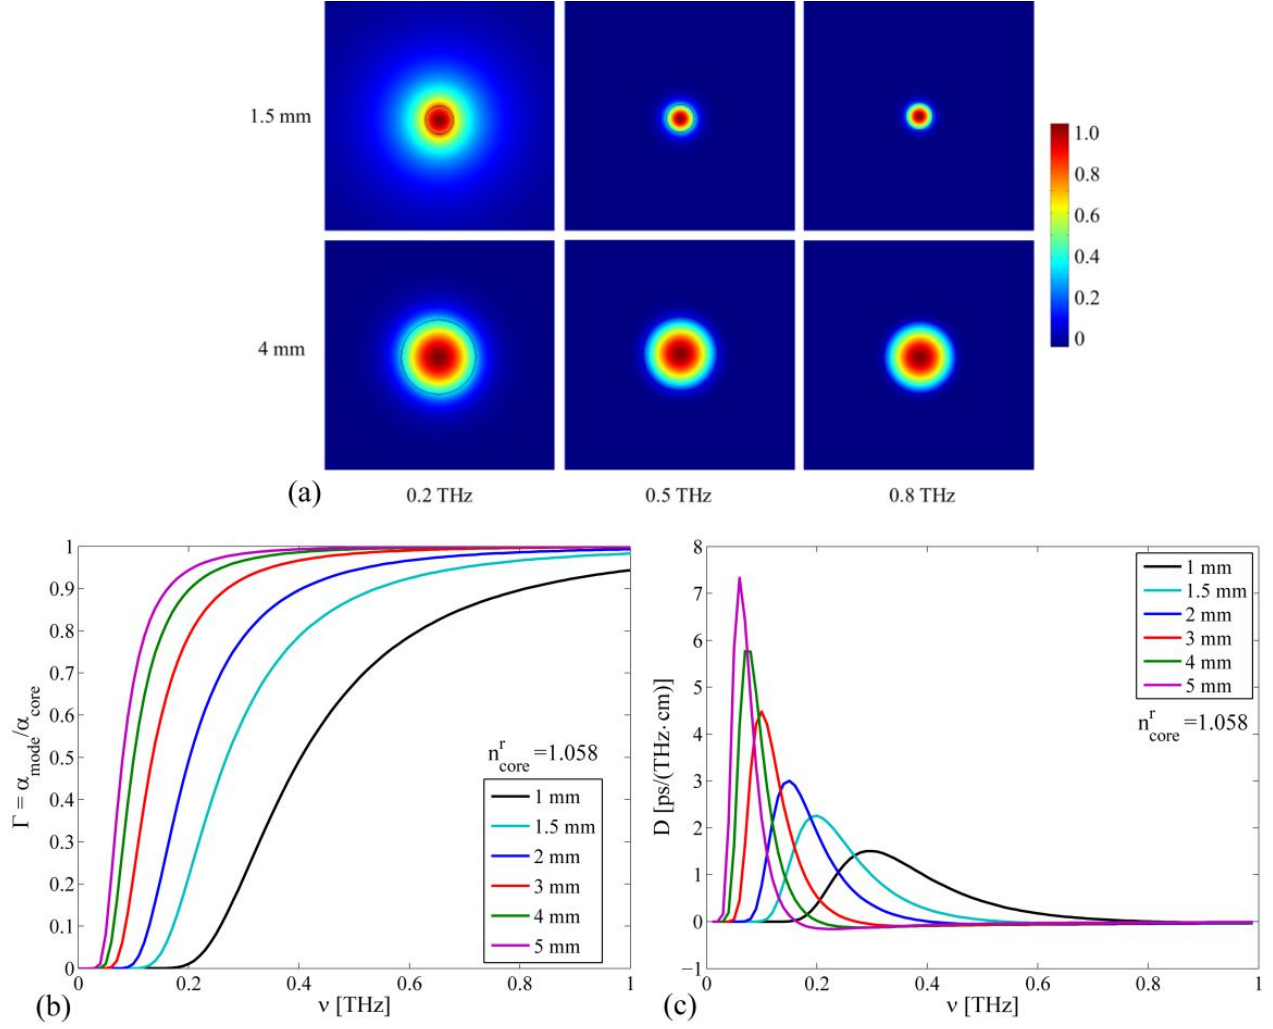 1.5 mm
1.0
0.8
0.6
0.4
0.2
0
4 mm
(a)
0.2 THz
0.5 THz
0.8 THz
1
0.9
0.8
0.7
0.6
0.5
0.4
0.3
0.2
0.1
0
Γ = α_mode/α_core
n^r_core=1.058
1 mm
1.5 mm
2 mm
3 mm
4 mm
5 mm
0 0.2 0.4 0.6 0.8 1
ν [THz]
(b)
8
7
6
5
4
3
2
1
0
−1
D [ps/(THz·cm)]
1 mm
1.5 mm
2 mm
3 mm
4 mm
5 mm
n^r_core=1.058
0 0.2 0.4 0.6 0.8 1
ν [THz]
(c)